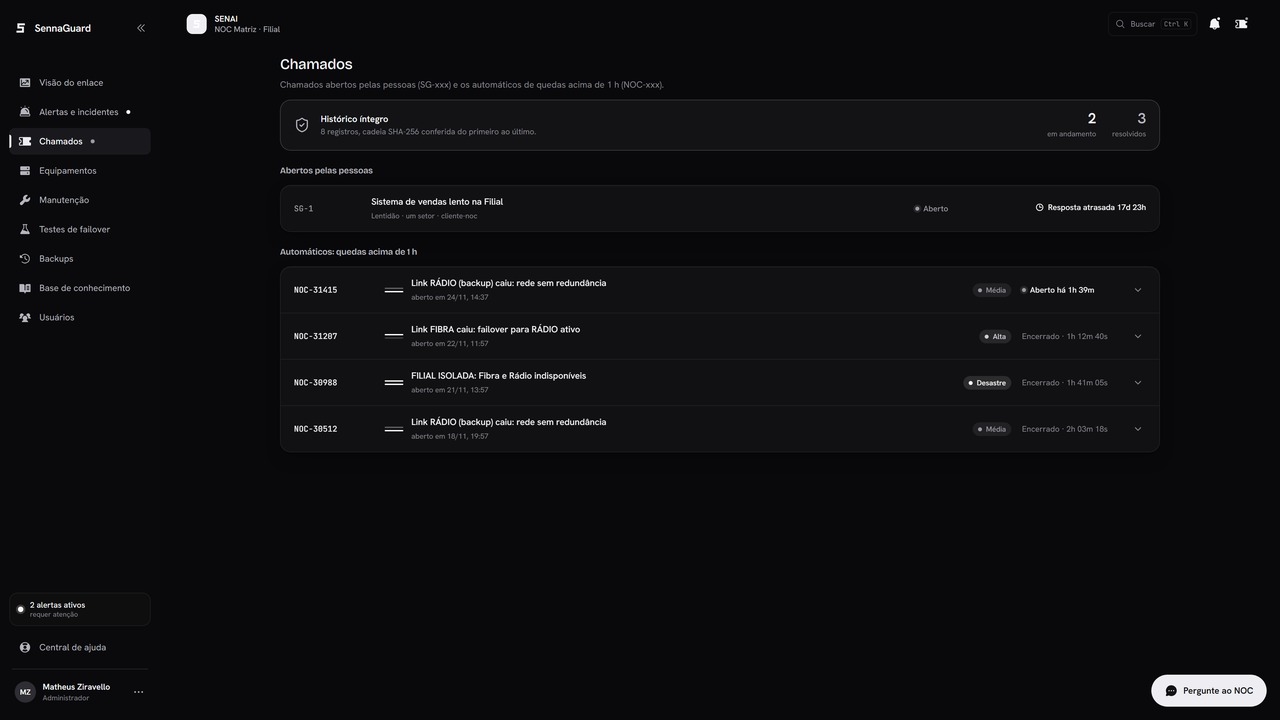 SennaGuard
Visão do enlace
Alertas e incidentes
Chamados
Equipamentos
Manutenção
Testes de failover
Backups
Base de conhecimento
Usuários
2 alertas ativos
requer atenção
Central de ajuda
MZ
Matheus Ziravello
Administrador
SENAI
NOC Matriz · Filial
Buscar Ctrl K
Chamados
Chamados abertos pelas pessoas (SG-xxx) e os automáticos de quedas acima de 1 h (NOC-xxx).
Histórico íntegro
8 registros, cadeia SHA-256 conferida do primeiro ao último.
2
em andamento
3
resolvidos
Abertos pelas pessoas
SG-1
Sistema de vendas lento na Filial
Lentidão · um setor · cliente-noc
Aberto
Resposta atrasada 17d 23h
Automáticos: quedas acima de 1 h
NOC-31415
Link RÁDIO (backup) caiu: rede sem redundância
aberto em 24/11, 14:37
Média
Aberto há 1h 39m
NOC-31207
Link FIBRA caiu: failover para RÁDIO ativo
aberto em 22/11, 11:57
Alta
Encerrado · 1h 12m 40s
NOC-30988
FILIAL ISOLADA: Fibra e Rádio indisponíveis
aberto em 21/11, 13:57
Desastre
Encerrado · 1h 41m 05s
NOC-30512
Link RÁDIO (backup) caiu: rede sem redundância
aberto em 18/11, 19:57
Média
Encerrado · 2h 03m 18s
Pergunte ao NOC